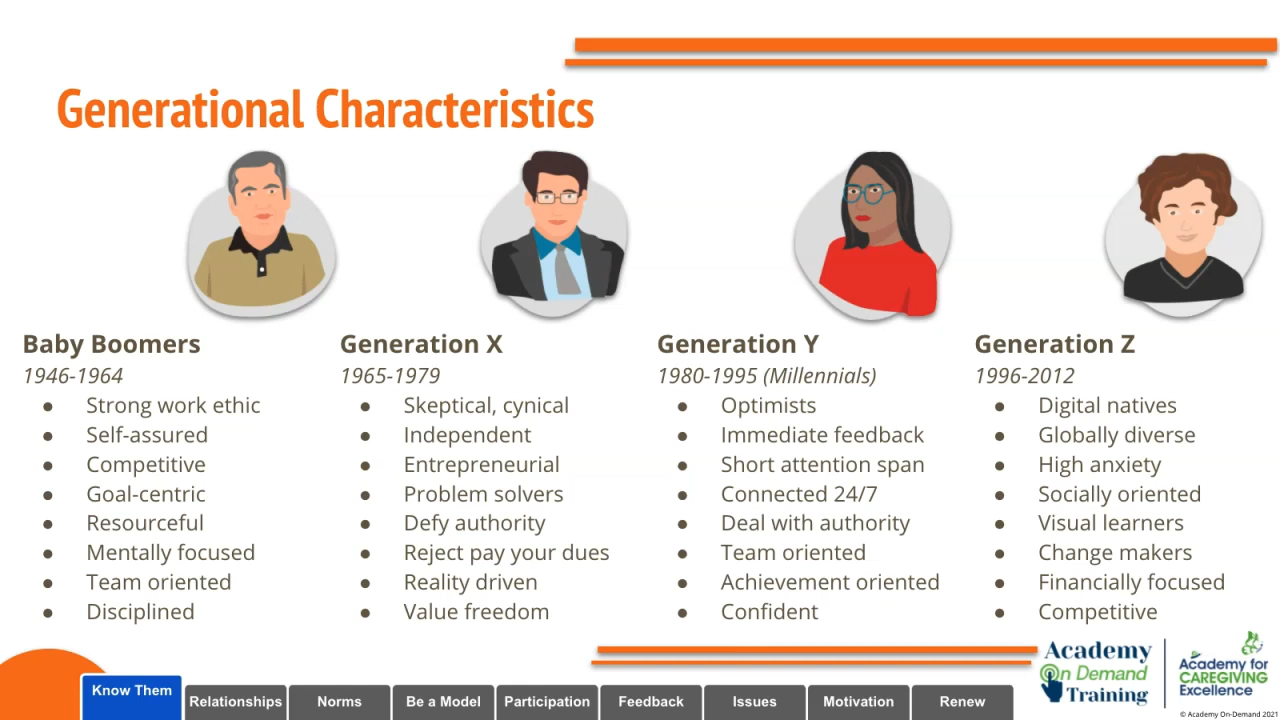 Generational Characteristics
Baby Boomers
1946-1964
Strong work ethic
Self-assured
Competitive
Goal-centric
Resourceful
Mentally focused
Team oriented
Disciplined
Generation X
1965-1979
Skeptical, cynical
Independent
Entrepreneurial
Problem solvers
Defy authority
Reject pay your dues
Reality driven
Value freedom
Generation Y
1980-1995 (Millennials)
Optimists
Immediate feedback
Short attention span
Connected 24/7
Deal with authority
Team oriented
Achievement oriented
Confident
Generation Z
1996-2012
Digital natives
Globally diverse
High anxiety
Socially oriented
Visual learners
Change makers
Financially focused
Competitive
Know Them
Relationships
Norms
Be a Model
Participation
Feedback
Issues
Motivation
Renew
Academy
On Demand
Training
Academy for
CAREGIVING
Excellence
© Academy On-Demand 2021